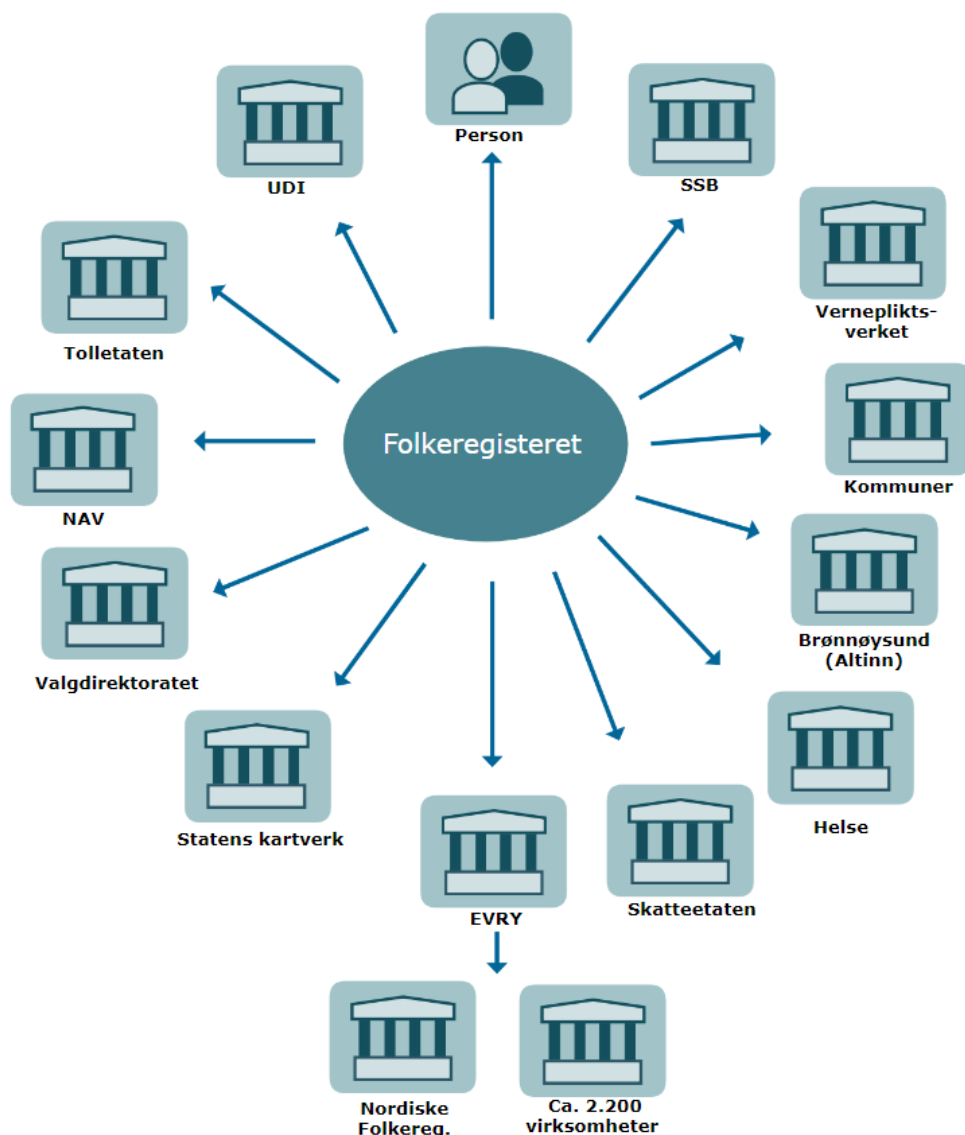 Person
UDI
SSB
Tolletaten
Verneplikts-
verket
Folkeregisteret
NAV
Kommuner
Valgdirektoratet
Brønnøysund
(Altinn)
Statens kartverk
Helse
EVRY
Skatteetaten
Nordiske
Folkereg.
Ca. 2.200
virksomheter